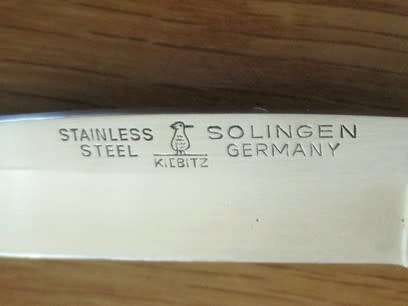 STAINLESS STEEL
KIEBITZ
SOLINGEN GERMANY